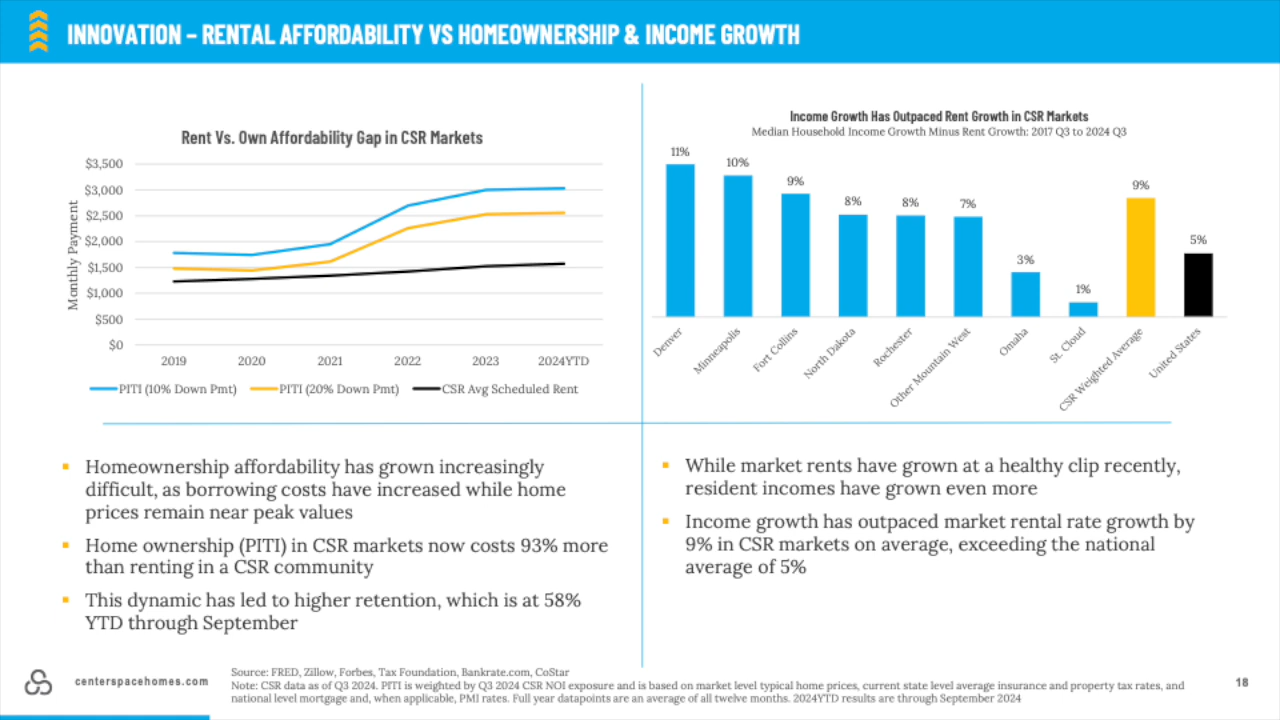 INNOVATION – RENTAL AFFORDABILITY VS HOMEOWNERSHIP & INCOME GROWTH
Rent Vs. Own Affordability Gap in CSR Markets
Monthly Payment
$3,500
$3,000
$2,500
$2,000
$1,500
$1,000
$500
$0
2019 2020 2021 2022 2023 2024YTD
PITI (10% Down Pmt) PITI (20% Down Pmt) CSR Avg Scheduled Rent
Income Growth Has Outpaced Rent Growth in CSR Markets
Median Household Income Growth Minus Rent Growth: 2017 Q3 to 2024 Q3
11% 10% 9% 8% 8% 7% 3% 1% 9% 5%
Denver
Minneapolis
Fort Collins
North Dakota
Rochester
Other Mountain West
Omaha
St. Cloud
CSR Weighted Average
United States
▪ Homeownership affordability has grown increasingly
difficult, as borrowing costs have increased while home
prices remain near peak values
▪ Home ownership (PITI) in CSR markets now costs 93% more
than renting in a CSR community
▪ This dynamic has led to higher retention, which is at 58%
YTD through September
▪ While market rents have grown at a healthy clip recently,
resident incomes have grown even more
▪ Income growth has outpaced market rental rate growth by
9% in CSR markets on average, exceeding the national
average of 5%
centerspacehomes.com
Source: FRED, Zillow, Forbes, Tax Foundation, Bankrate.com, CoStar
Note: CSR data as of Q3 2024. PITI is weighted by Q3 2024 CSR NOI exposure and is based on market level typical home prices, current state level average insurance and property tax rates, and
national level mortgage and, when applicable, PMI rates. Full year datapoints are an average of all twelve months. 2024YTD results are through September 2024
18